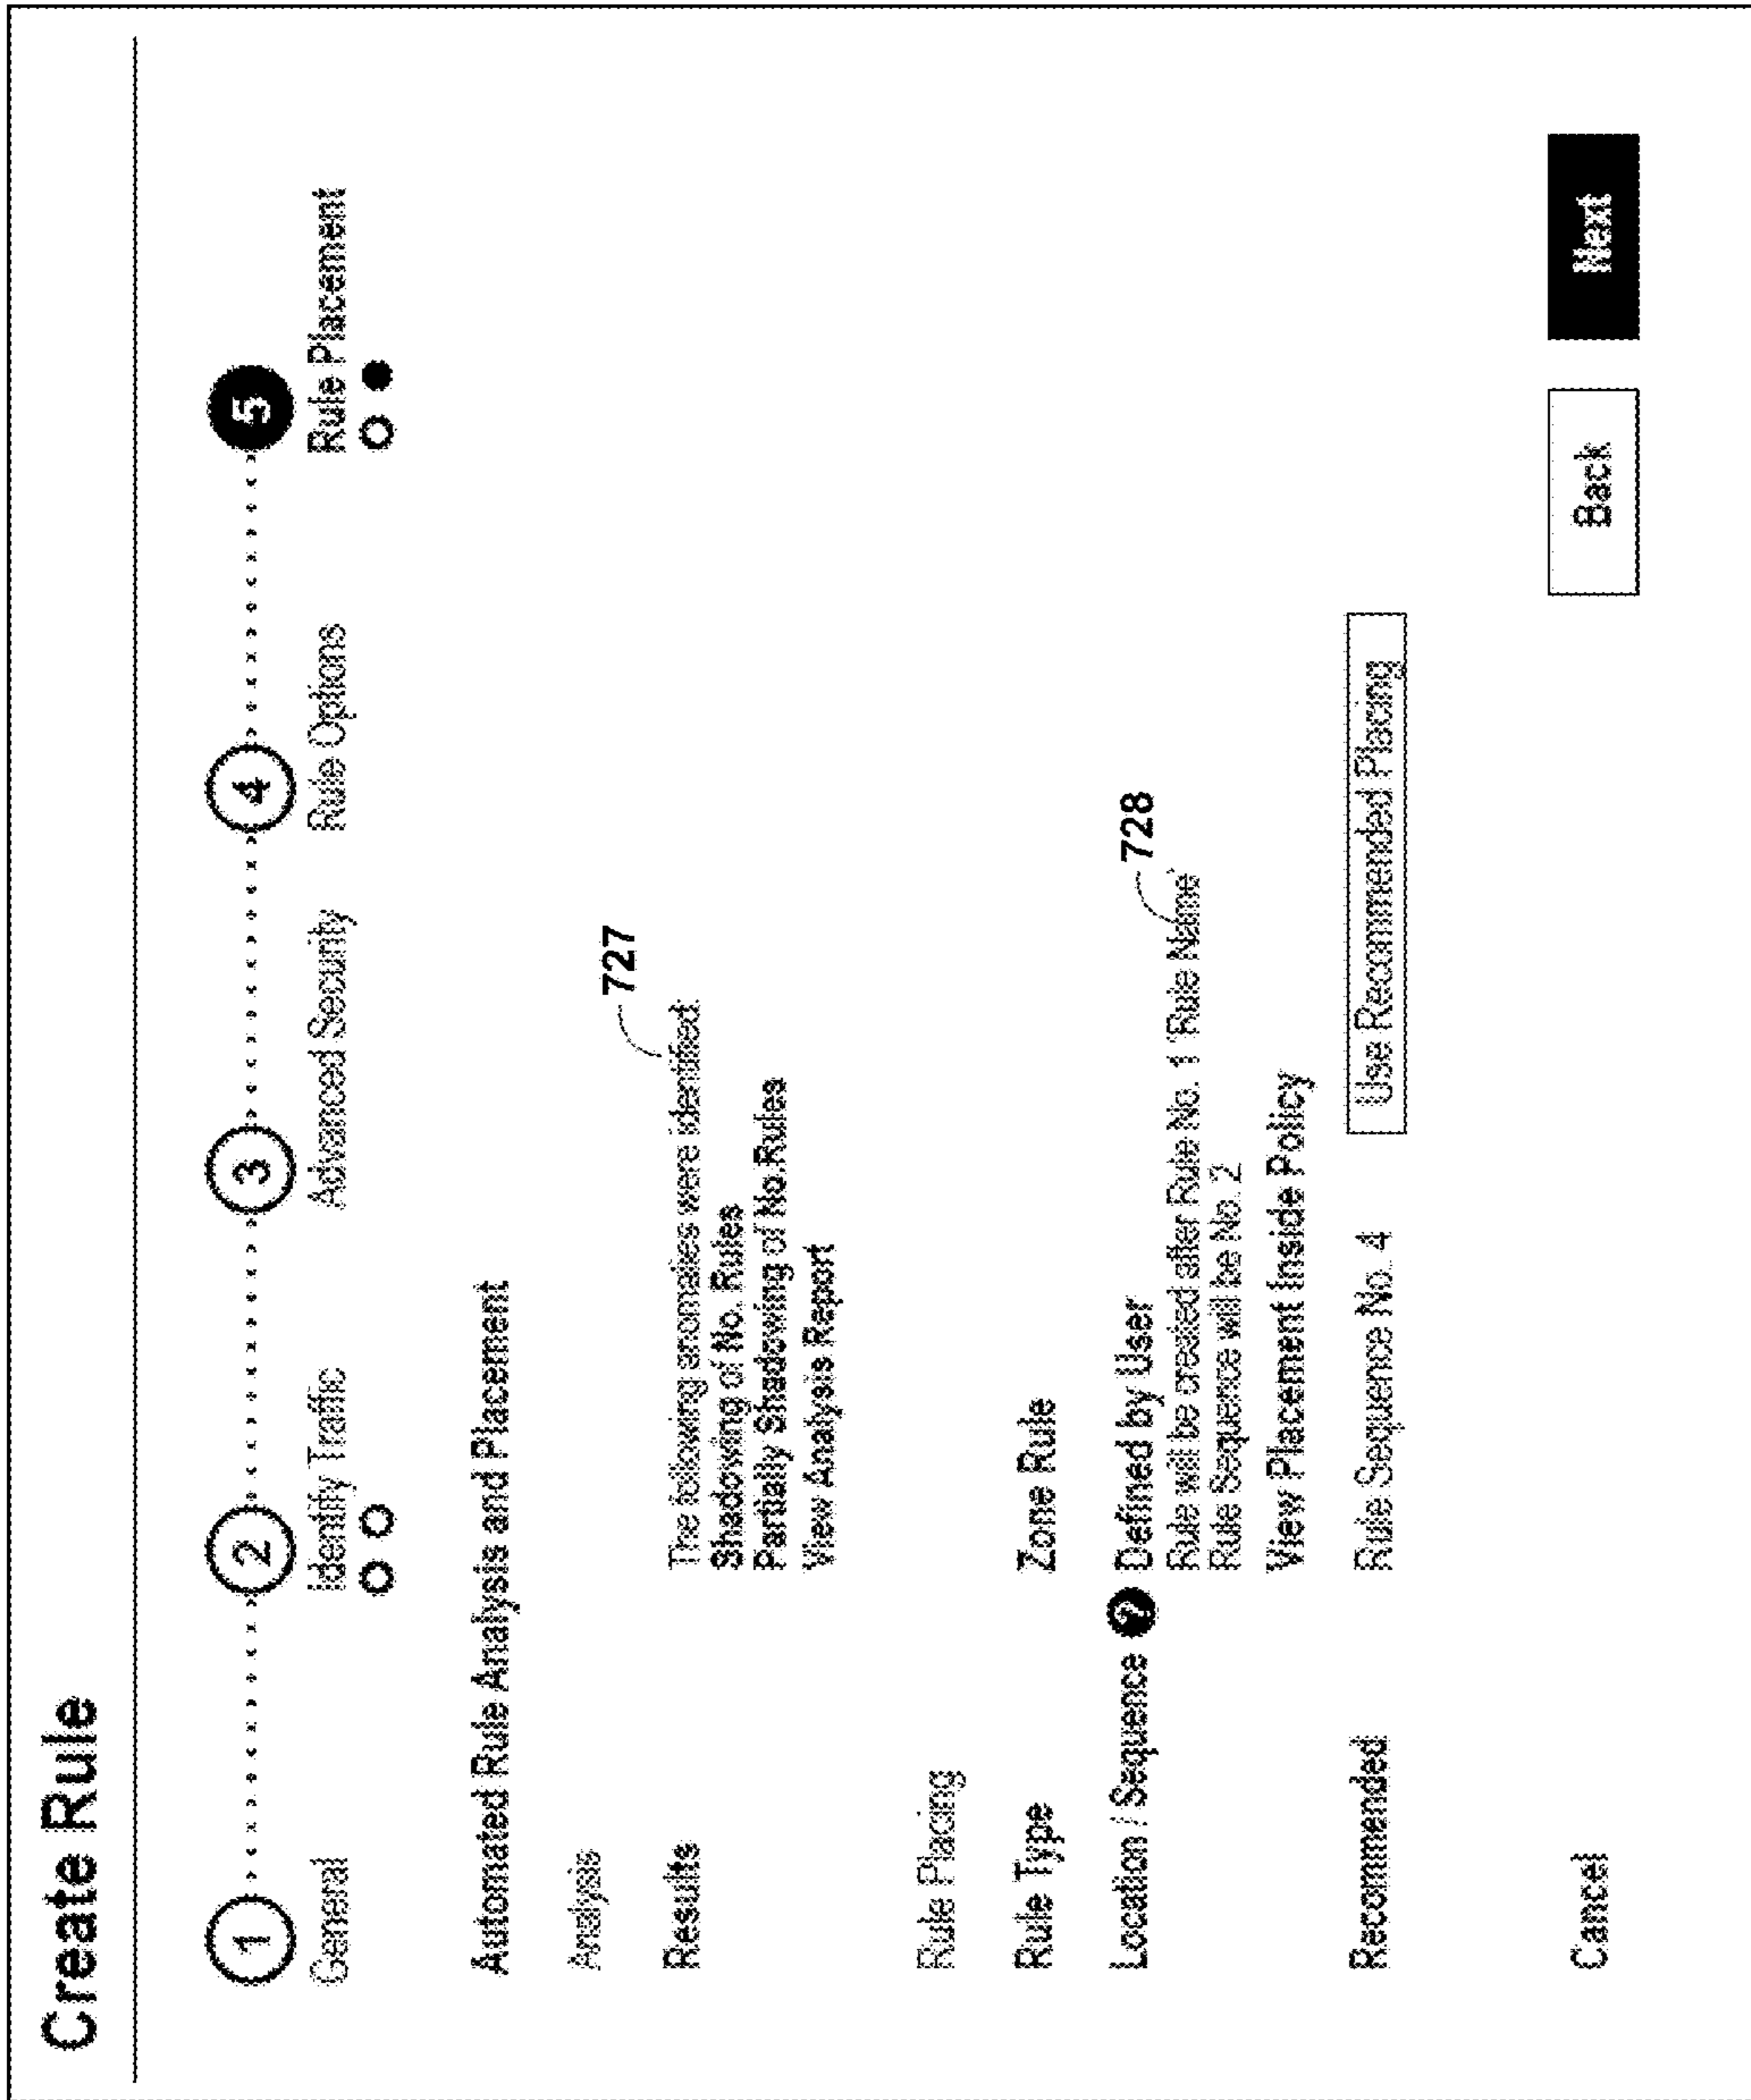 Create Rule
1 2 3 4 5
General Identify Traffic Advanced Security Rule Options Rule Placement
Automated Rule Analysis and Placement
Analysis
727
Results The following anomalies were identified:
Shadowing of No. Rules
Partially Shadowing of No.Rules
View Analysis Report
Rule Placing
Rule Type Zone Rule
728
Location / Sequence ? Defined by User
Rule will be created after Rule No. 1 'Rule Name'
Rule Sequence will be No. 2
View Placement Inside Policy
Recommended Rule Sequence No. 4 Use Recommended Placing
Cancel Back Next